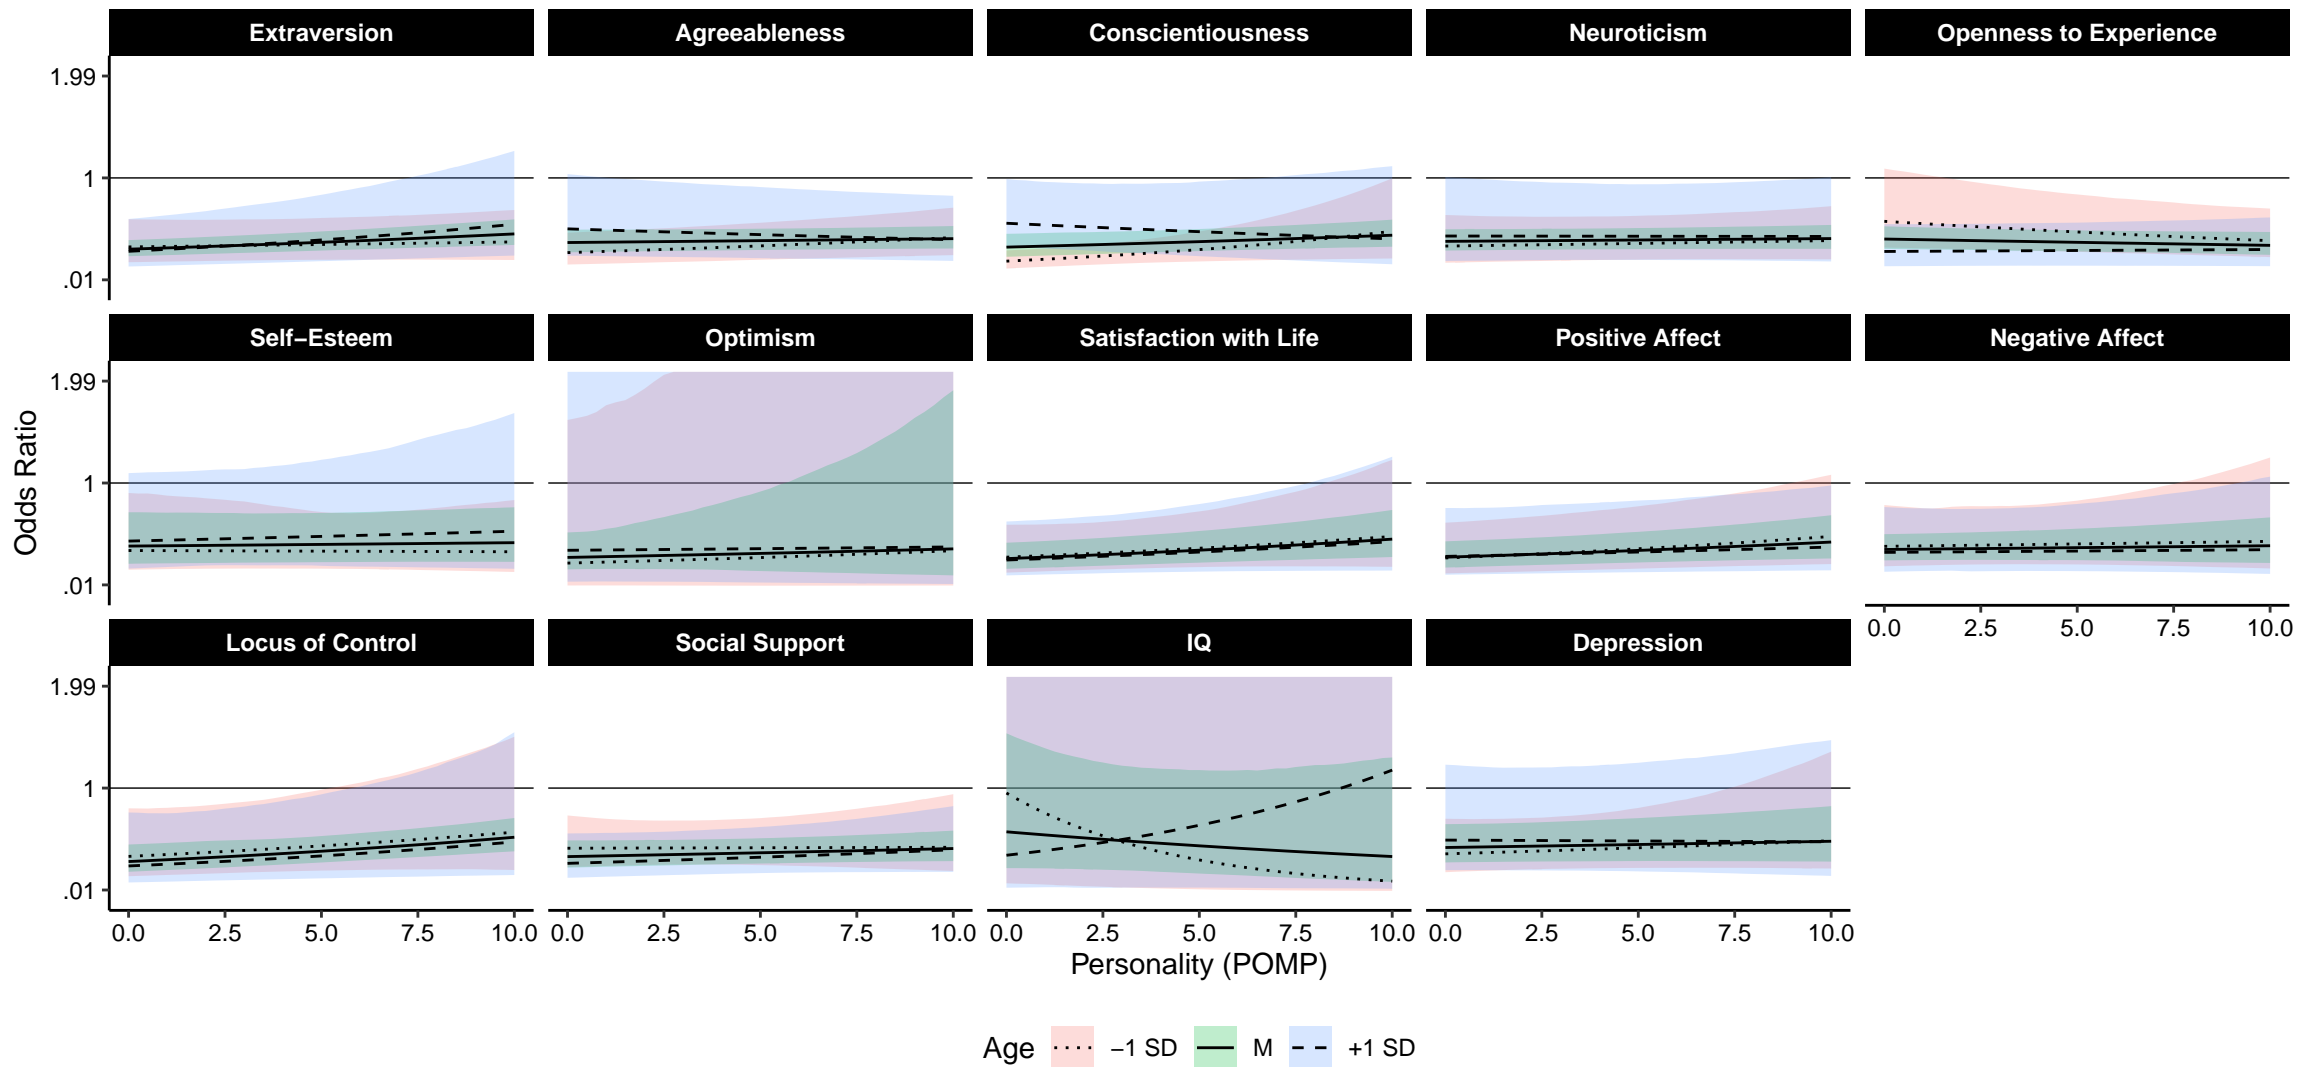 Extraversion Agreeableness Conscientiousness Neuroticism Openness to Experience
1.99
1
.01
Self−Esteem Optimism Satisfaction with Life Positive Affect Negative Affect
1.99
1
.01
0.0 2.5 5.0 7.5 10.0
Locus of Control Social Support IQ Depression
1.99
1
.01
0.0 2.5 5.0 7.5 10.0 0.0 2.5 5.0 7.5 10.0 0.0 2.5 5.0 7.5 10.0 0.0 2.5 5.0 7.5 10.0
Odds Ratio
Personality (POMP)
Age −1 SD M +1 SD